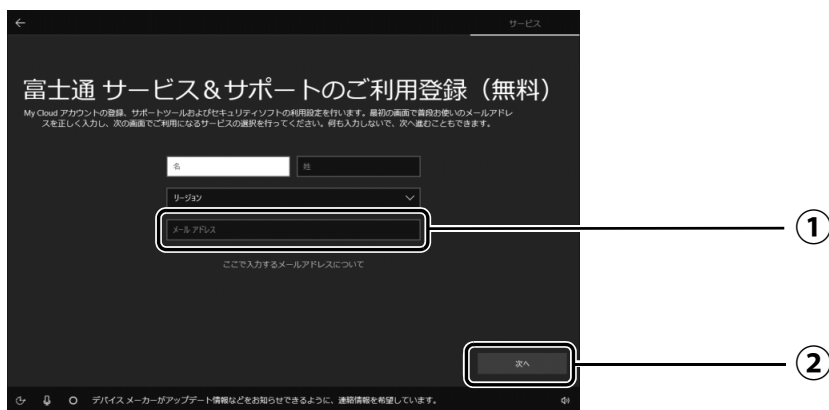 サービス
富士通 サービス&サポートのご利用登録(無料)
My Cloud アカウントの登録、サポートツールおよびセキュリティソフトの利用設定を行います。最初の画面で普段お使いのメールアドレ
スを正しく入力し、次の画面でご利用になるサービスの選択を行ってください。何も入力しないで、次へ進むこともできます。
名 姓
リージョン
メール アドレス
①
ここで入力するメールアドレスについて
次へ
②
デバイス メーカーがアップデート情報などをお知らせできるように、連絡情報を希望しています。